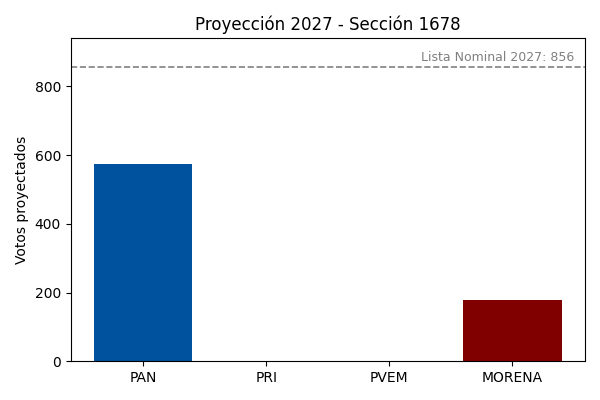 Proyección 2027 - Sección 1678
Lista Nominal 2027: 856
Votos proyectados
800
600
400
200
0
PAN
PRI
PVEM
MORENA